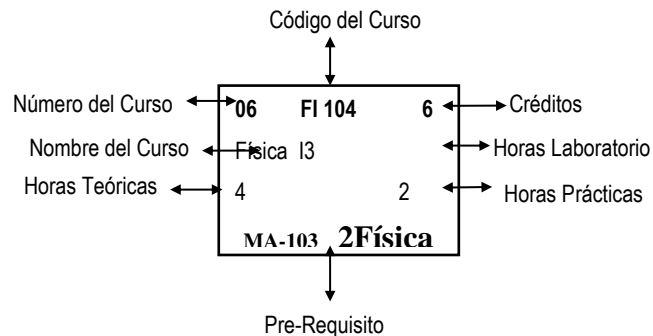 Código del Curso
Número del Curso 06 FI 104 6 Créditos
Nombre del Curso Física I3 Horas Laboratorio
Horas Teóricas 4 2 Horas Prácticas
MA-103 2Física
Pre-Requisito